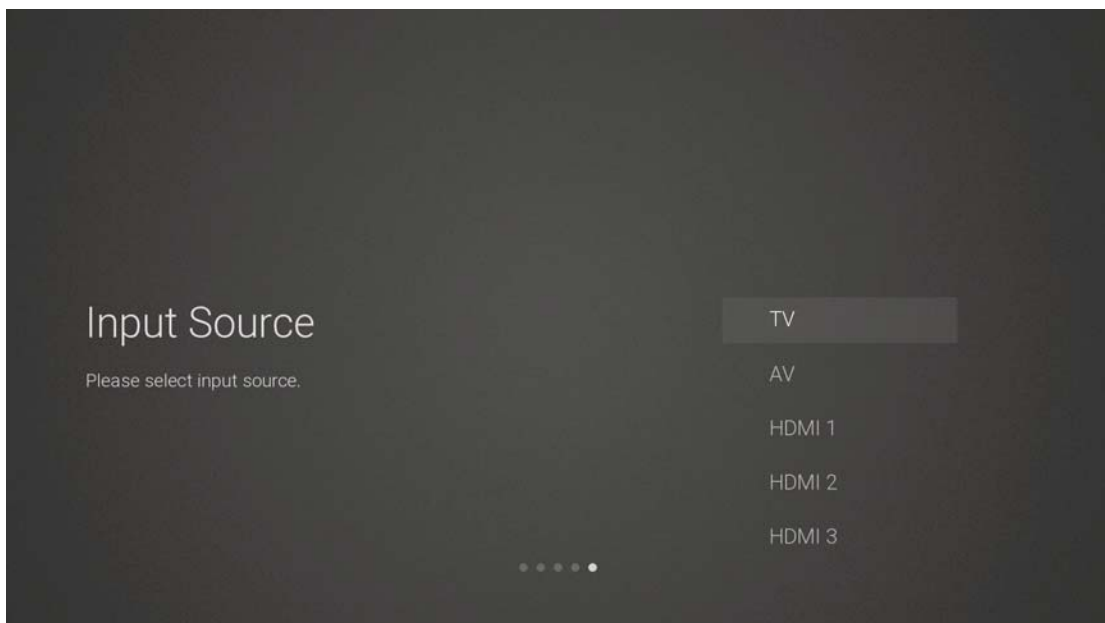 Input Source
Please select input source.
TV
AV
HDMI 1
HDMI 2
HDMI 3